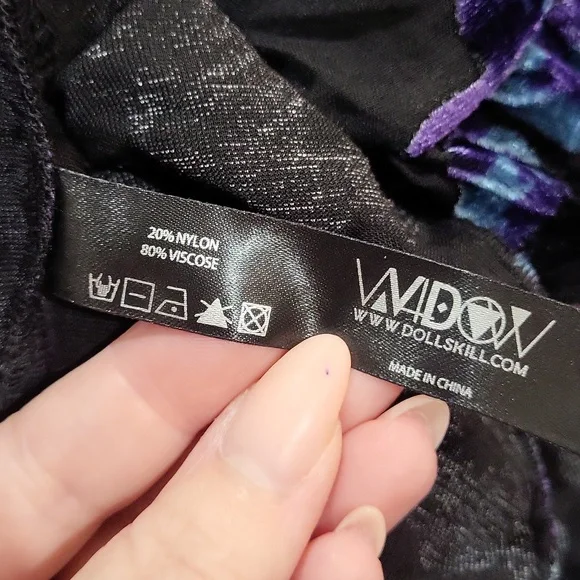 20% NYLON
80% VISCOSE
WIDOW
WWW.DOLLSKILL.COM
MADE IN CHINA